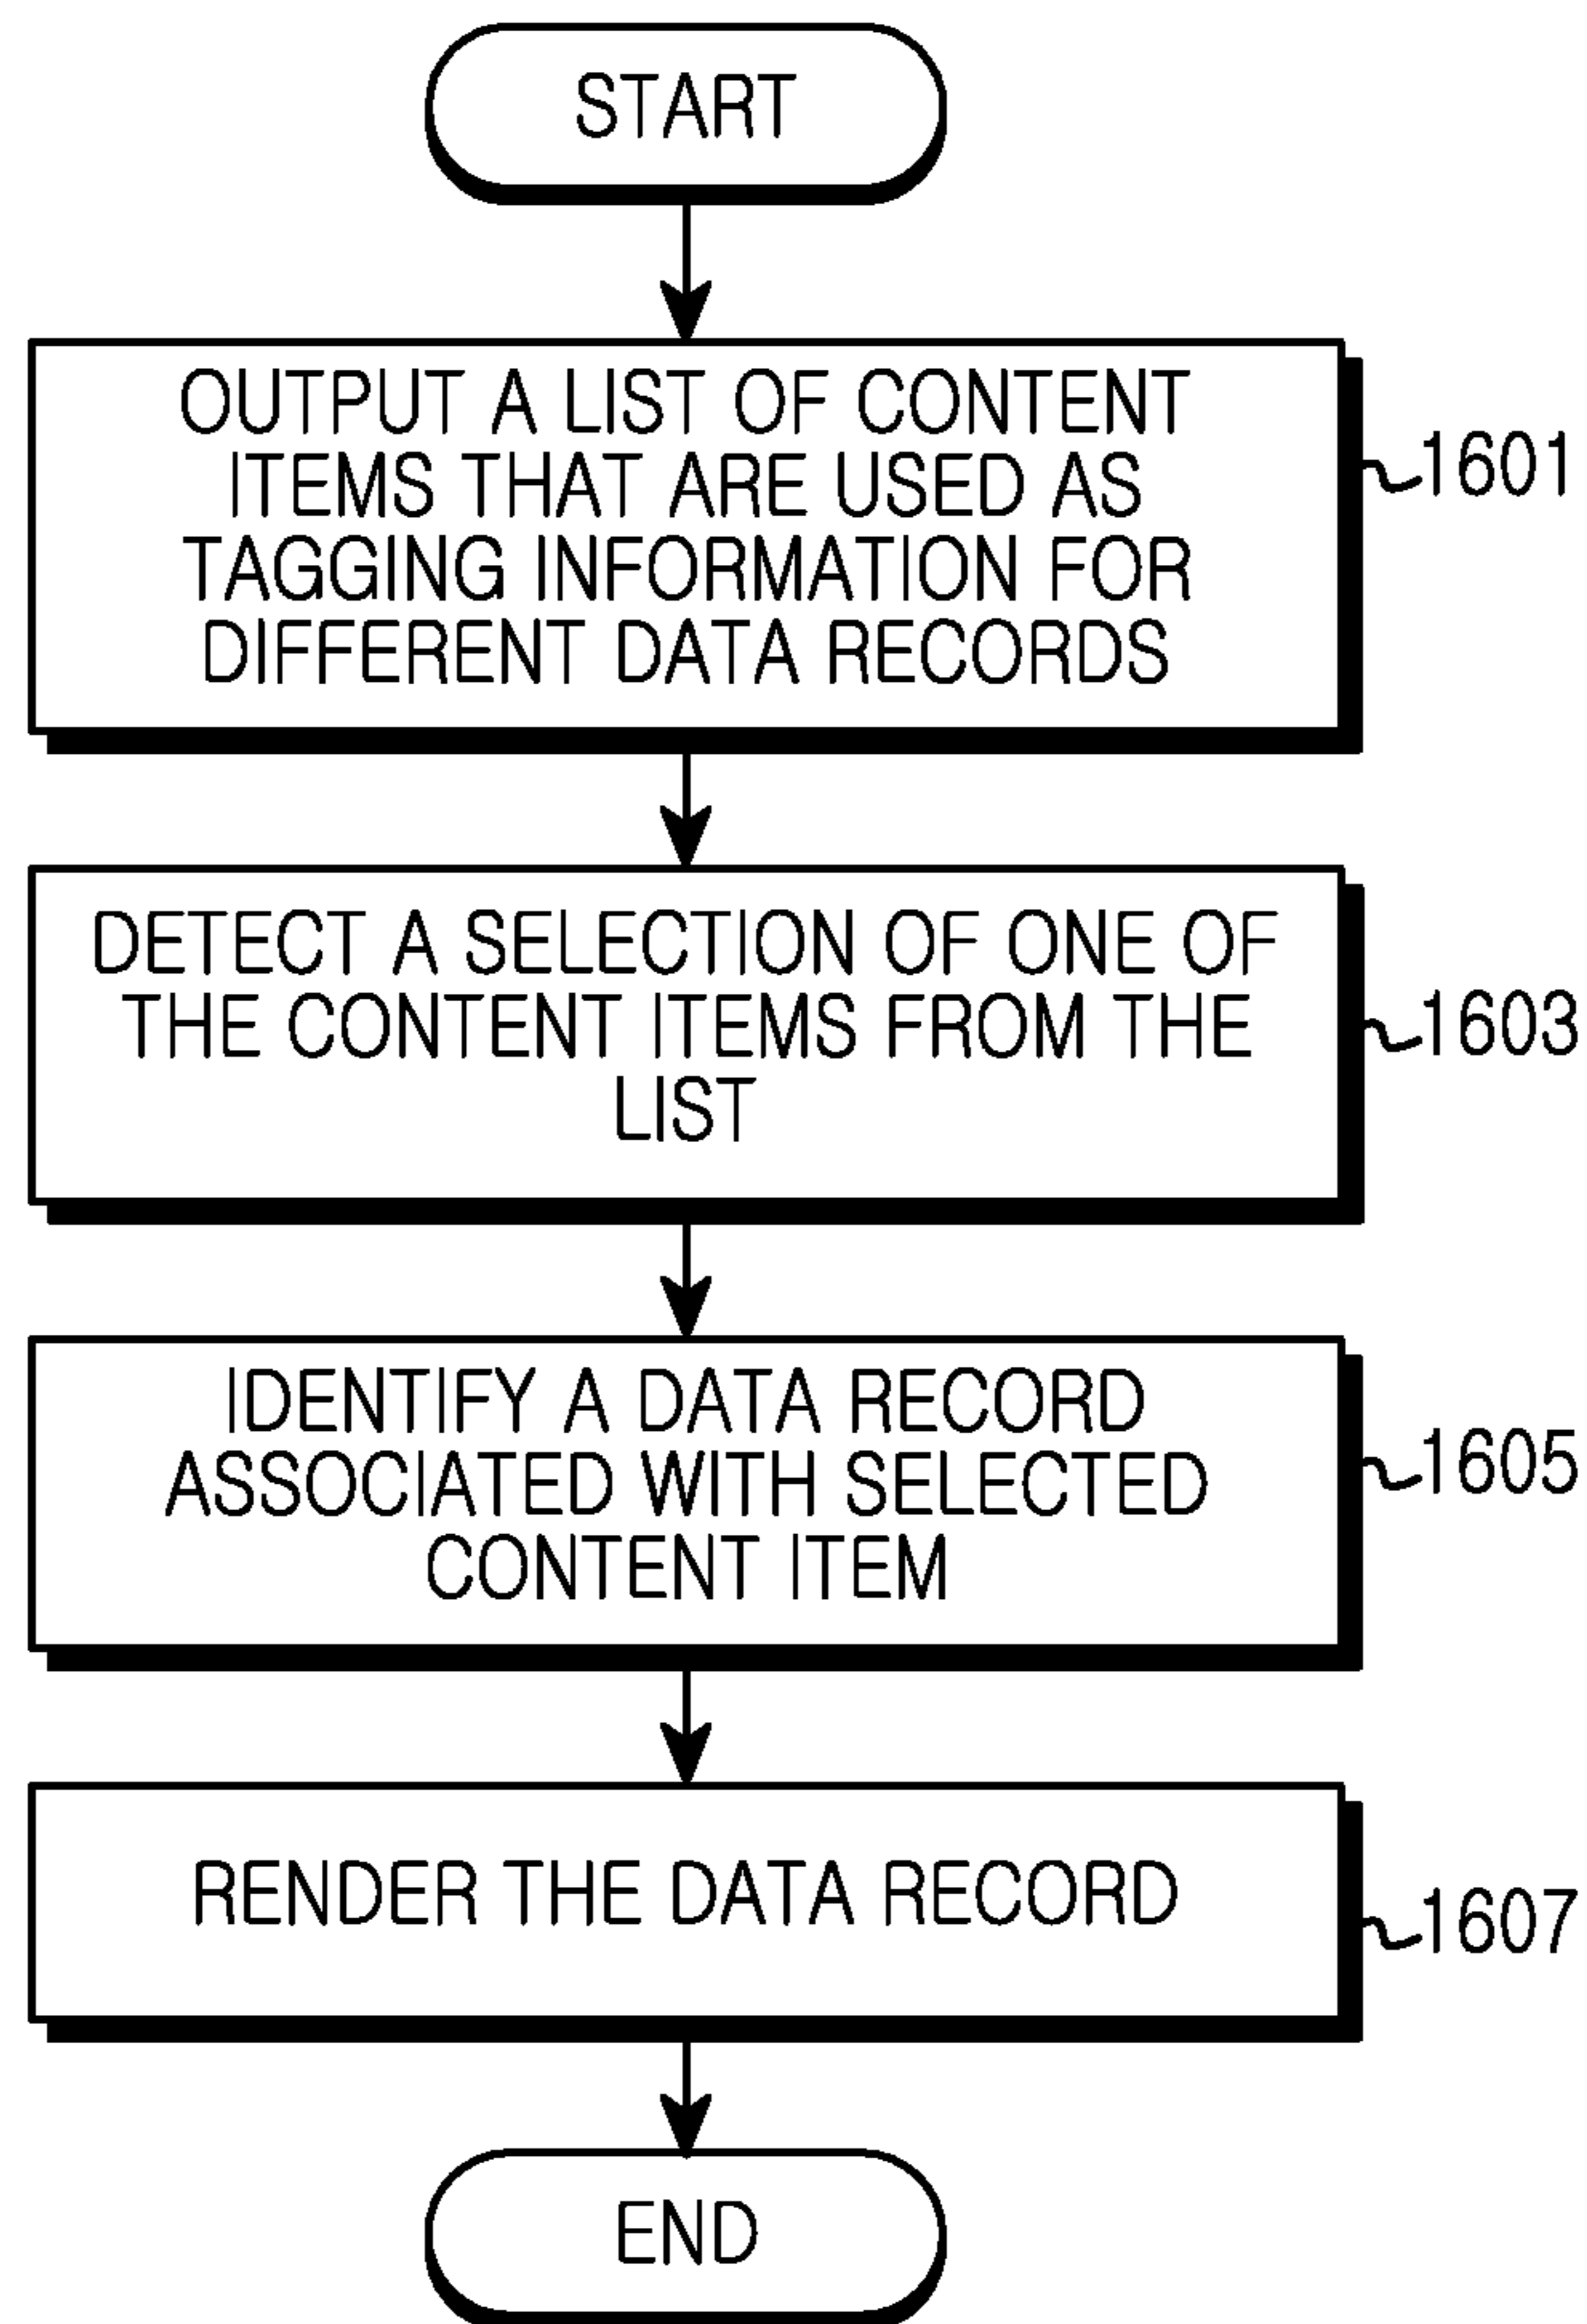 START
OUTPUT A LIST OF CONTENT
ITEMS THAT ARE USED AS
TAGGING INFORMATION FOR
DIFFERENT DATA RECORDS
1601
DETECT A SELECTION OF ONE OF
THE CONTENT ITEMS FROM THE
LIST
1603
IDENTIFY A DATA RECORD
ASSOCIATED WITH SELECTED
CONTENT ITEM
1605
RENDER THE DATA RECORD
1607
END